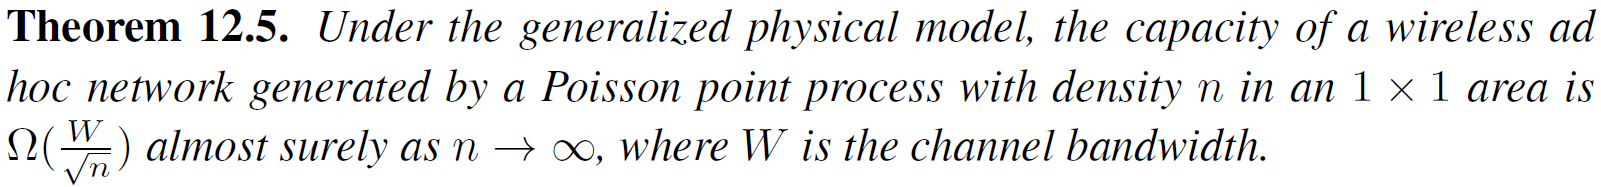 Theorem 12.5. Under the generalized physical model, the capacity of a wireless ad
hoc network generated by a Poisson point process with density n in an 1 × 1 area is
Ω(W/√n) almost surely as n → ∞, where W is the channel bandwidth.